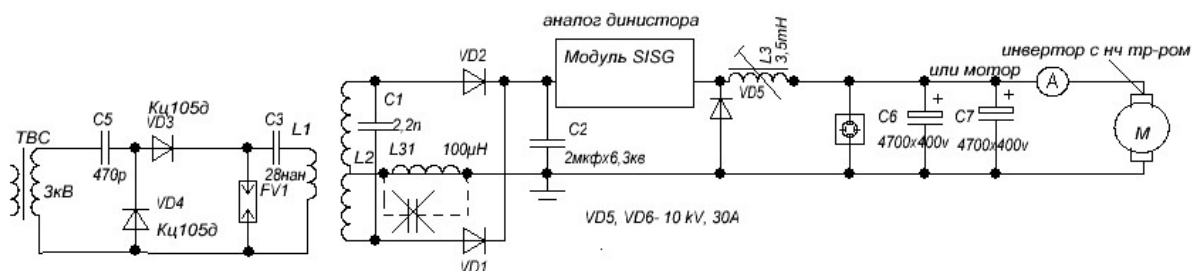 аналог динистора
Модуль SISG
VD2
L3
3,5mH
инвертор с нч тр-ром
или мотор
A
+
+
VD5
C6
C7
4700x400v
4700x400v
M
C1
2,2n
C2
2мкфх6,3кв
L2
L31
100µH
ТВС
3кВ
C5
470p
Кц105д
VD3
C3
L1
28нан
FV1
VD4
Кц105д
VD1
VD5, VD6- 10 kV, 30A